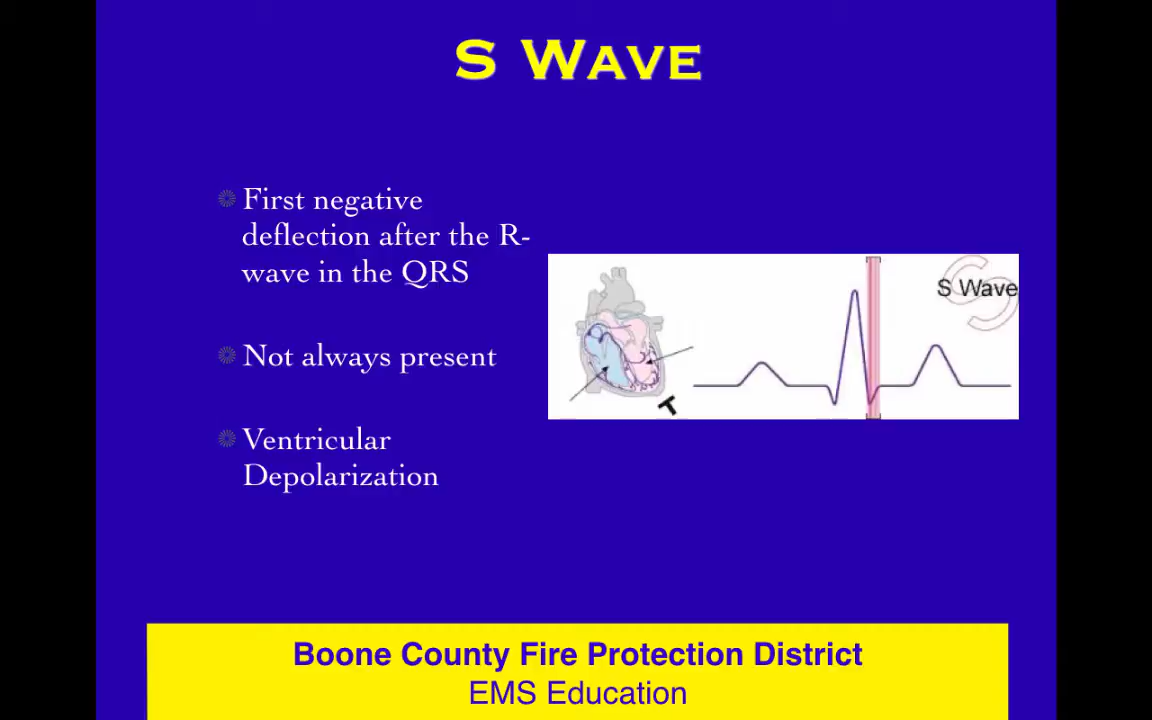 S WAVE
First negative
deflection after the R-
wave in the QRS
S Wave
Not always present
Ventricular
Depolarization
Boone County Fire Protection District
EMS Education